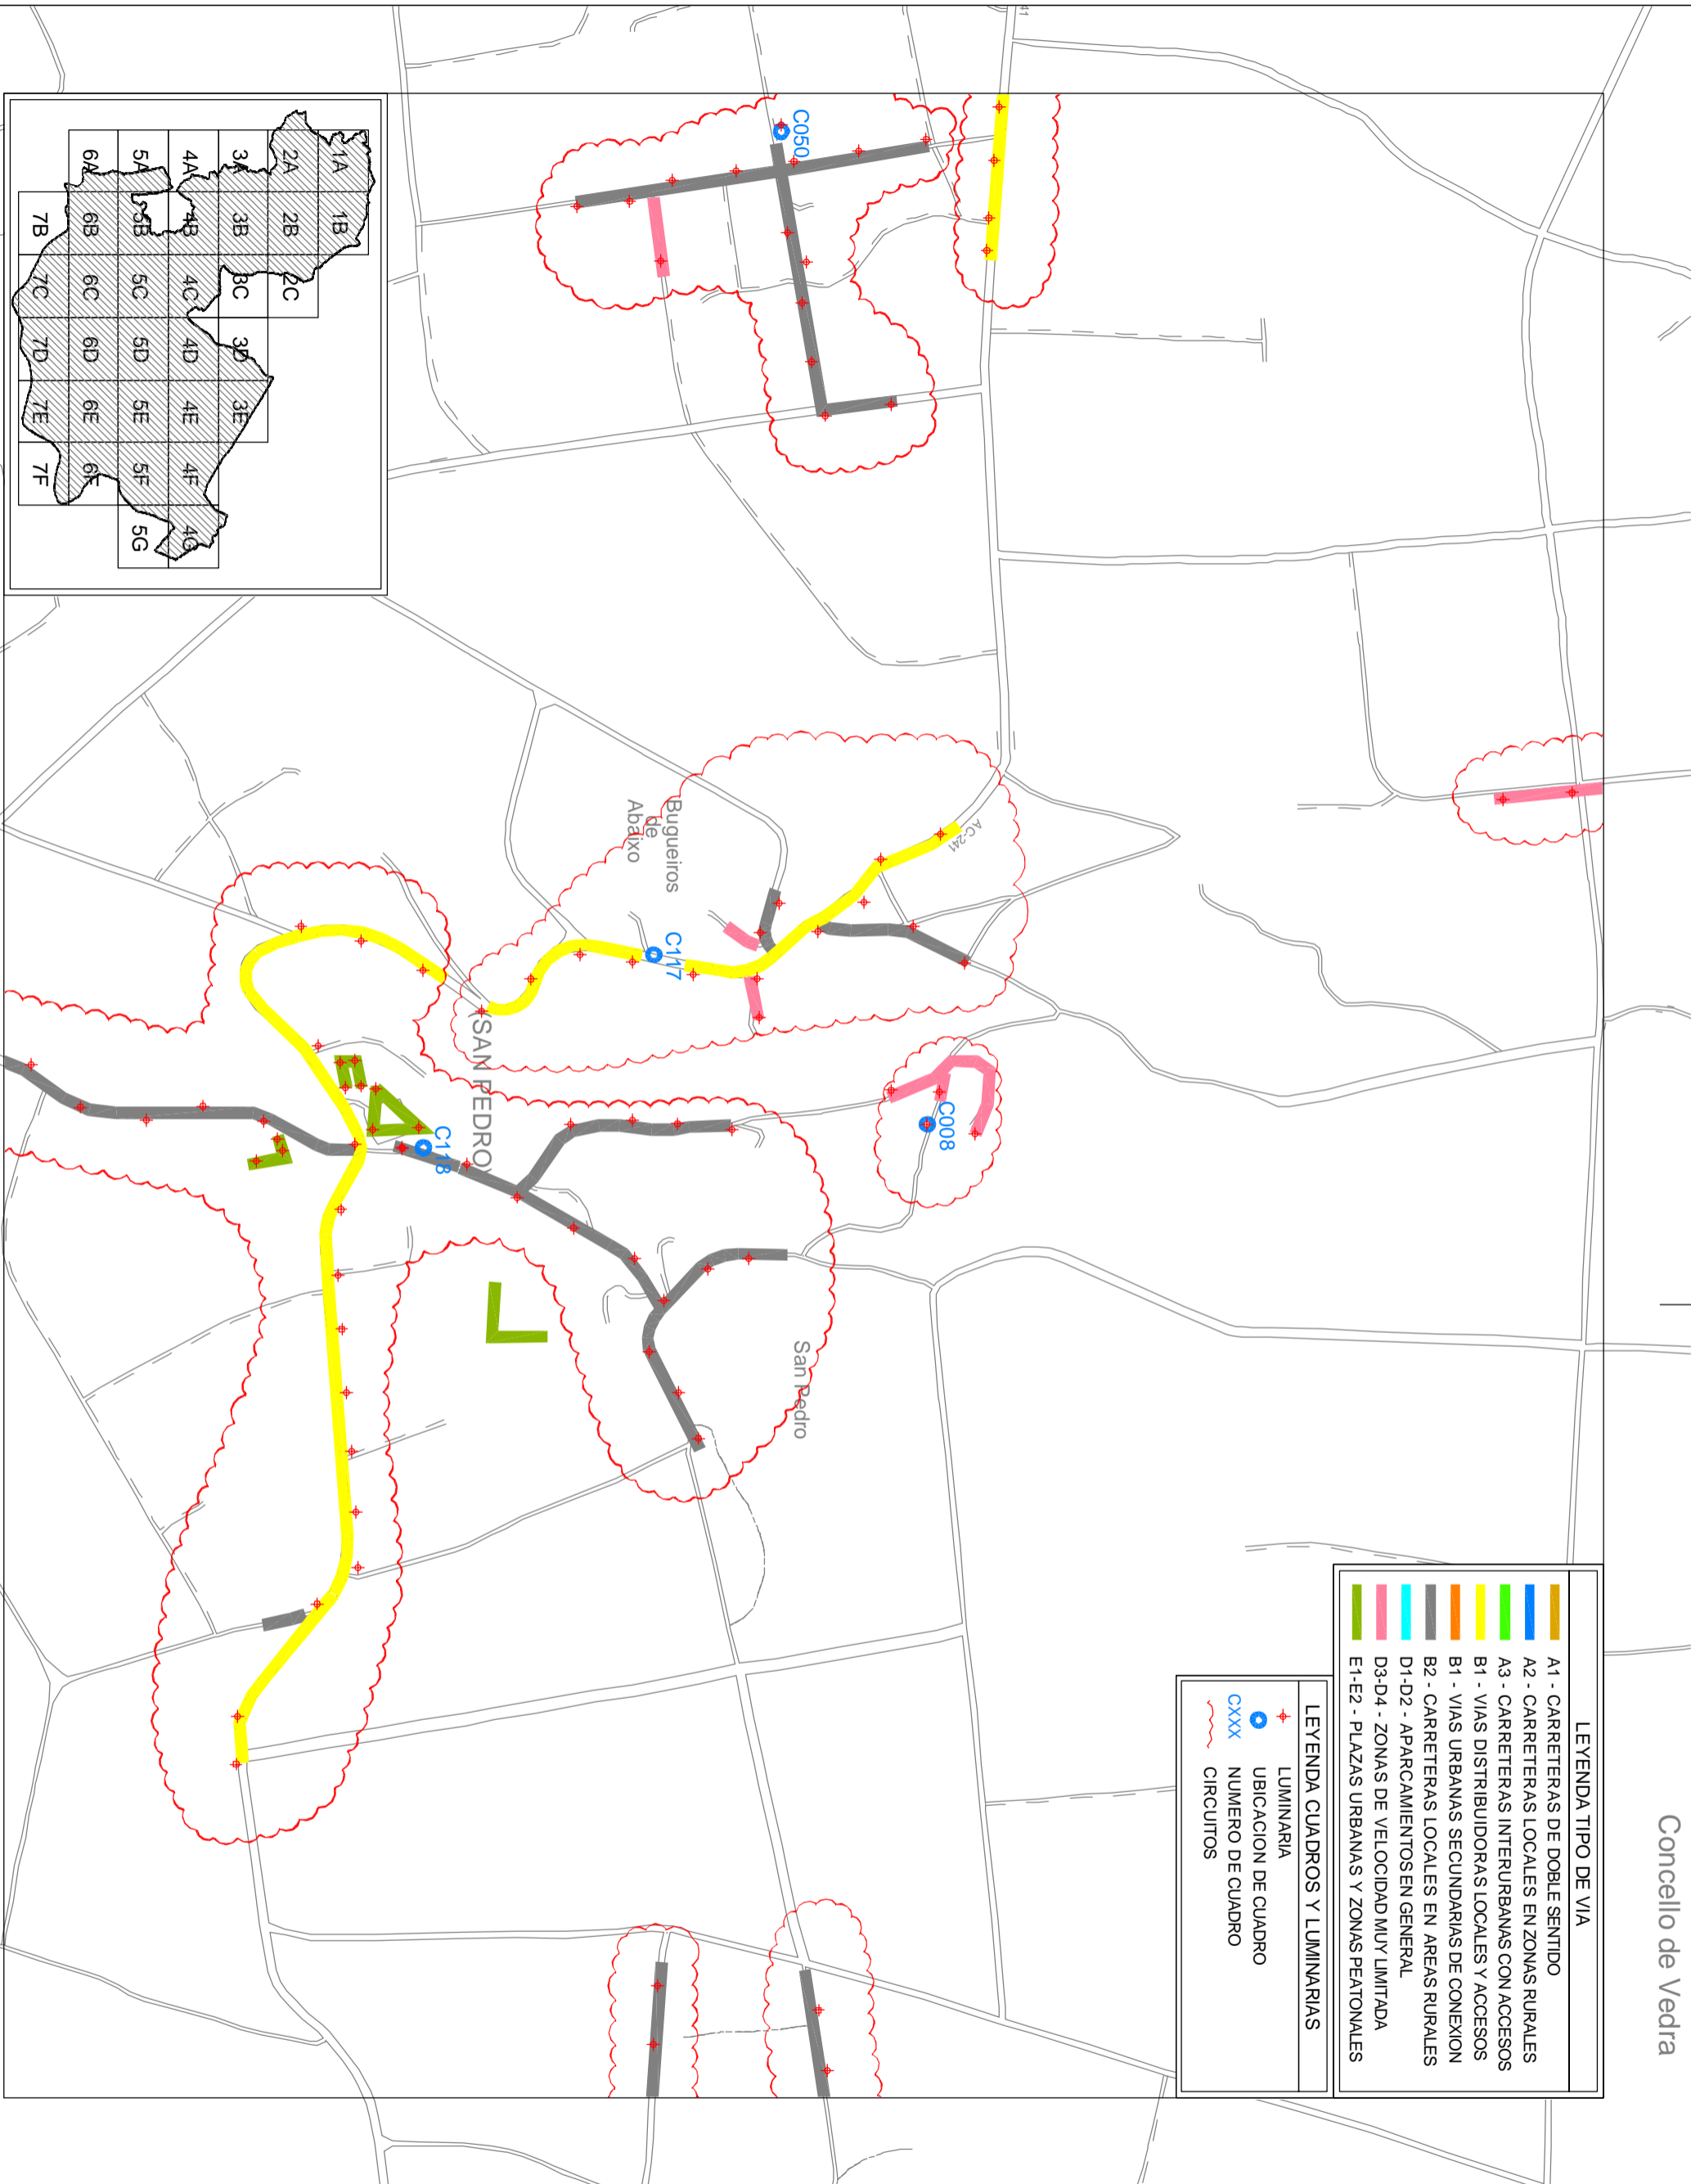 Concello de Vedra
LEYENDA TIPO DE VIA
A1 - CARRETERAS DE DOBLE SENTIDO
A2 - CARRETERAS LOCALES EN ZONAS RURALES
A3 - CARRETERAS INTERURBANAS CON ACCESOS
B1 - VIAS DISTRIBUIDORAS LOCALES Y ACCESOS
B1 - VIAS URBANAS SECUNDARIAS DE CONEXION
B2 - CARRETERAS LOCALES EN AREAS RURALES
D1-D2 - APARCAMIENTOS EN GENERAL
D3-D4 - ZONAS DE VELOCIDAD MUY LIMITADA
E1-E2 - PLAZAS URBANAS Y ZONAS PEATONALES
LEYENDA CUADROS Y LUMINARIAS
LUMINARIA
UBICACION DE CUADRO
CXXX NUMERO DE CUADRO
CIRCUITOS
41
AC-241
C050
C008
San Pedro
Bugueiros
de
Abaixo
C117
SAN PEDRO
C118
1A 1B
2A 2B 2C
3A 3B 3C 3D 3E
4A 4B 4C 4D 4E 4F 4G
5A 5B 5C 5D 5E 5F 5G
6A 6B 6C 6D 6E 6F
7B 7C 7D 7E 7F